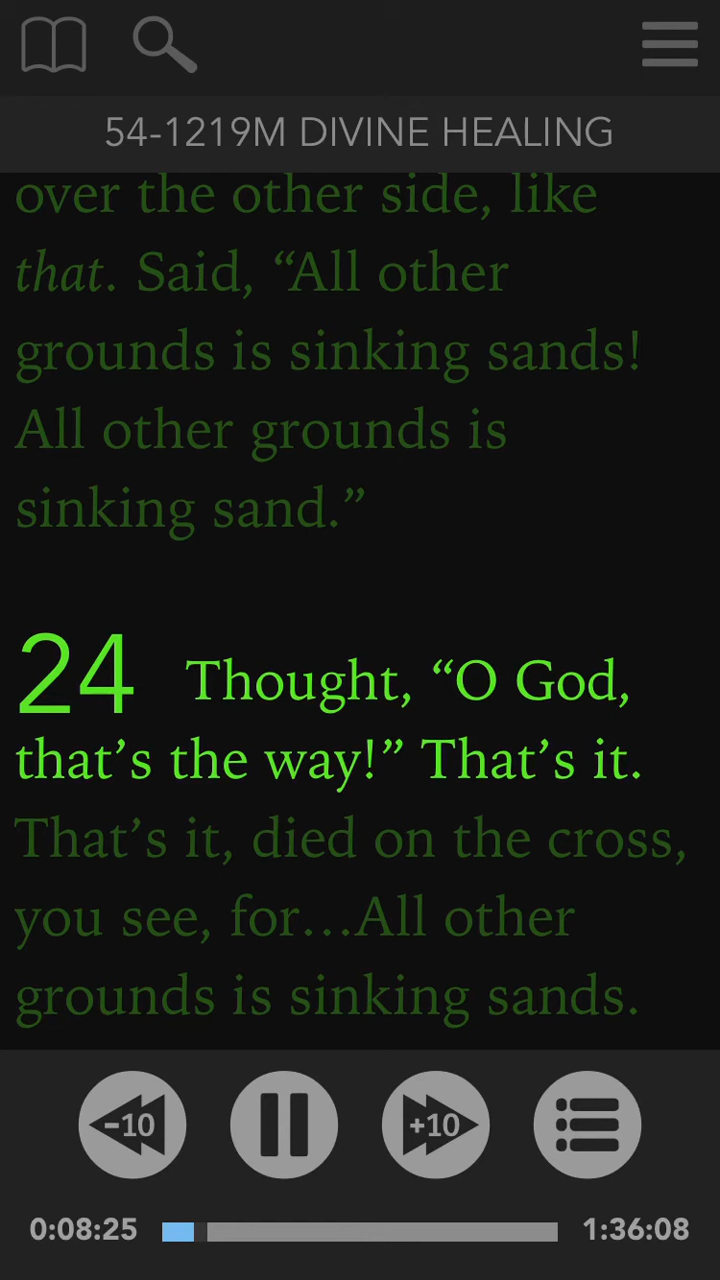 54-1219M DIVINE HEALING
over the other side, like
that. Said, “All other
grounds is sinking sands!
All other grounds is
sinking sand.”
24 Thought, “O God,
that’s the way!” That’s it.
That’s it, died on the cross,
you see, for…All other
grounds is sinking sands.
-10 +10
0:08:25 1:36:08